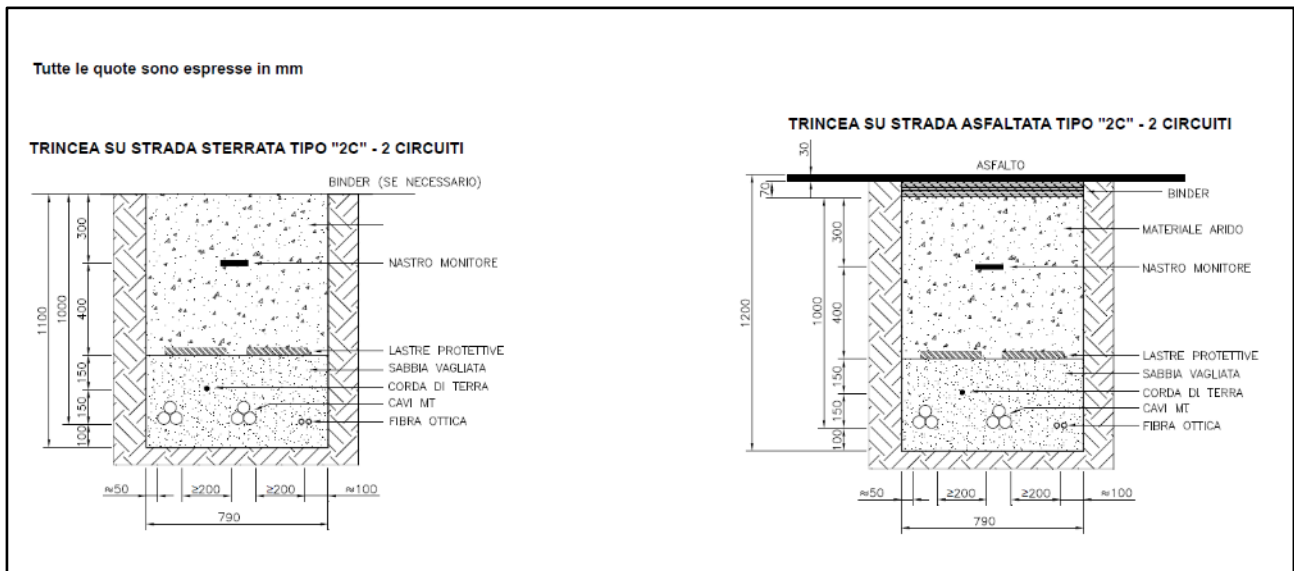 Tutte le quote sono espresse in mm
TRINCEA SU STRADA STERRATA TIPO "2C" - 2 CIRCUITI
BINDER (SE NECESSARIO)
300
400
150
150
100
1000
1100
NASTRO MONITORE
LASTRE PROTETTIVE
SABBIA VAGLIATA
CORDA DI TERRA
CAVI MT
FIBRA OTTICA
≈50
≥200
≥200
≈100
790
TRINCEA SU STRADA ASFALTATA TIPO "2C" - 2 CIRCUITI
30
ASFALTO
70
BINDER
300
400
150
150
100
1000
1200
MATERIALE ARIDO
NASTRO MONITORE
LASTRE PROTETTIVE
SABBIA VAGLIATA
CORDA DI TERRA
CAVI MT
FIBRA OTTICA
≈50
≥200
≥200
≈100
790